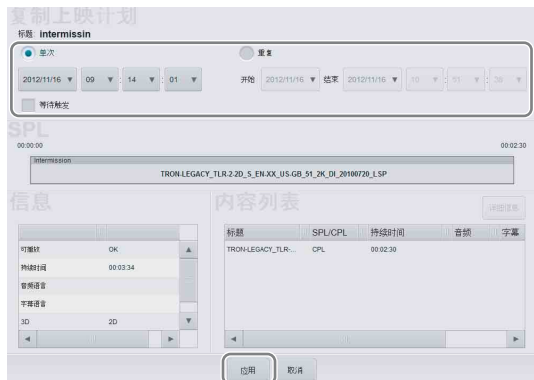 复制上映计划
标题: intermissin
单次 重复
2012/11/16 09 : 14 : 01 开始 2012/11/16 结束 2012/11/16
等待触发
SPL
00:00:00 00:02:30
Intermission
TRON-LEGACY_TLR-2-2D_S_EN-XX_US-GB_51_2K_DI_20100720_LSP
信息 内容列表 详细信息
标题 SPL/CPL 持续时间 音频 字幕
可播放 OK TRON-LEGACY_TLR-... CPL 00:02:30
持续时间 00:03:34
音频语言
字幕语言
3D 2D
应用 取消